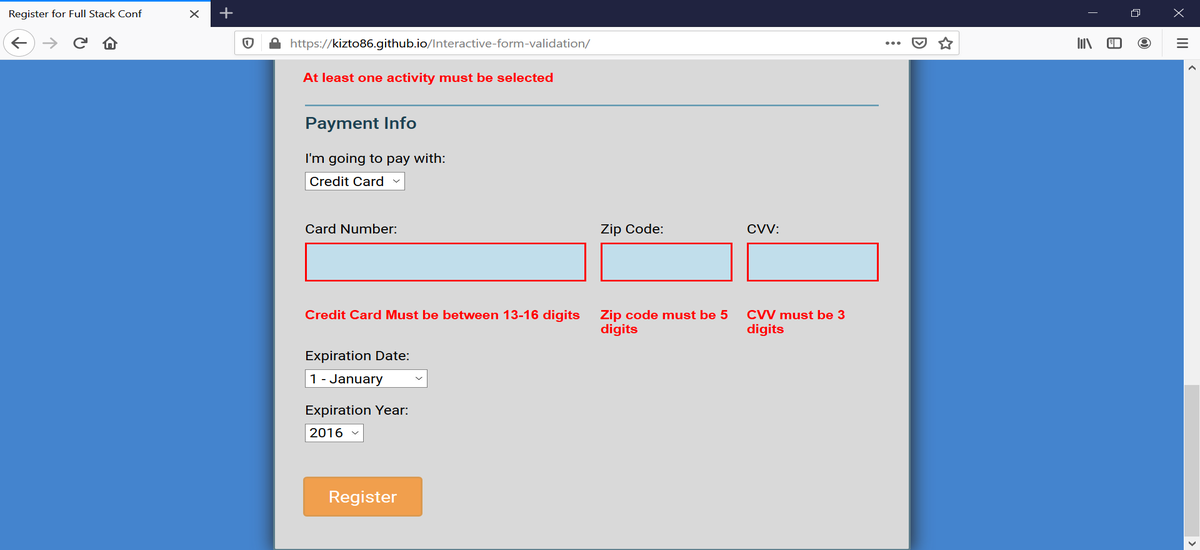 Register for Full Stack Conf
https://kizto86.github.io/Interactive-form-validation/
At least one activity must be selected
Payment Info
I'm going to pay with:
Credit Card
Card Number:
Zip Code:
CVV:
Credit Card Must be between 13-16 digits
Zip code must be 5
digits
CVV must be 3
digits
Expiration Date:
1 - January
Expiration Year:
2016
Register